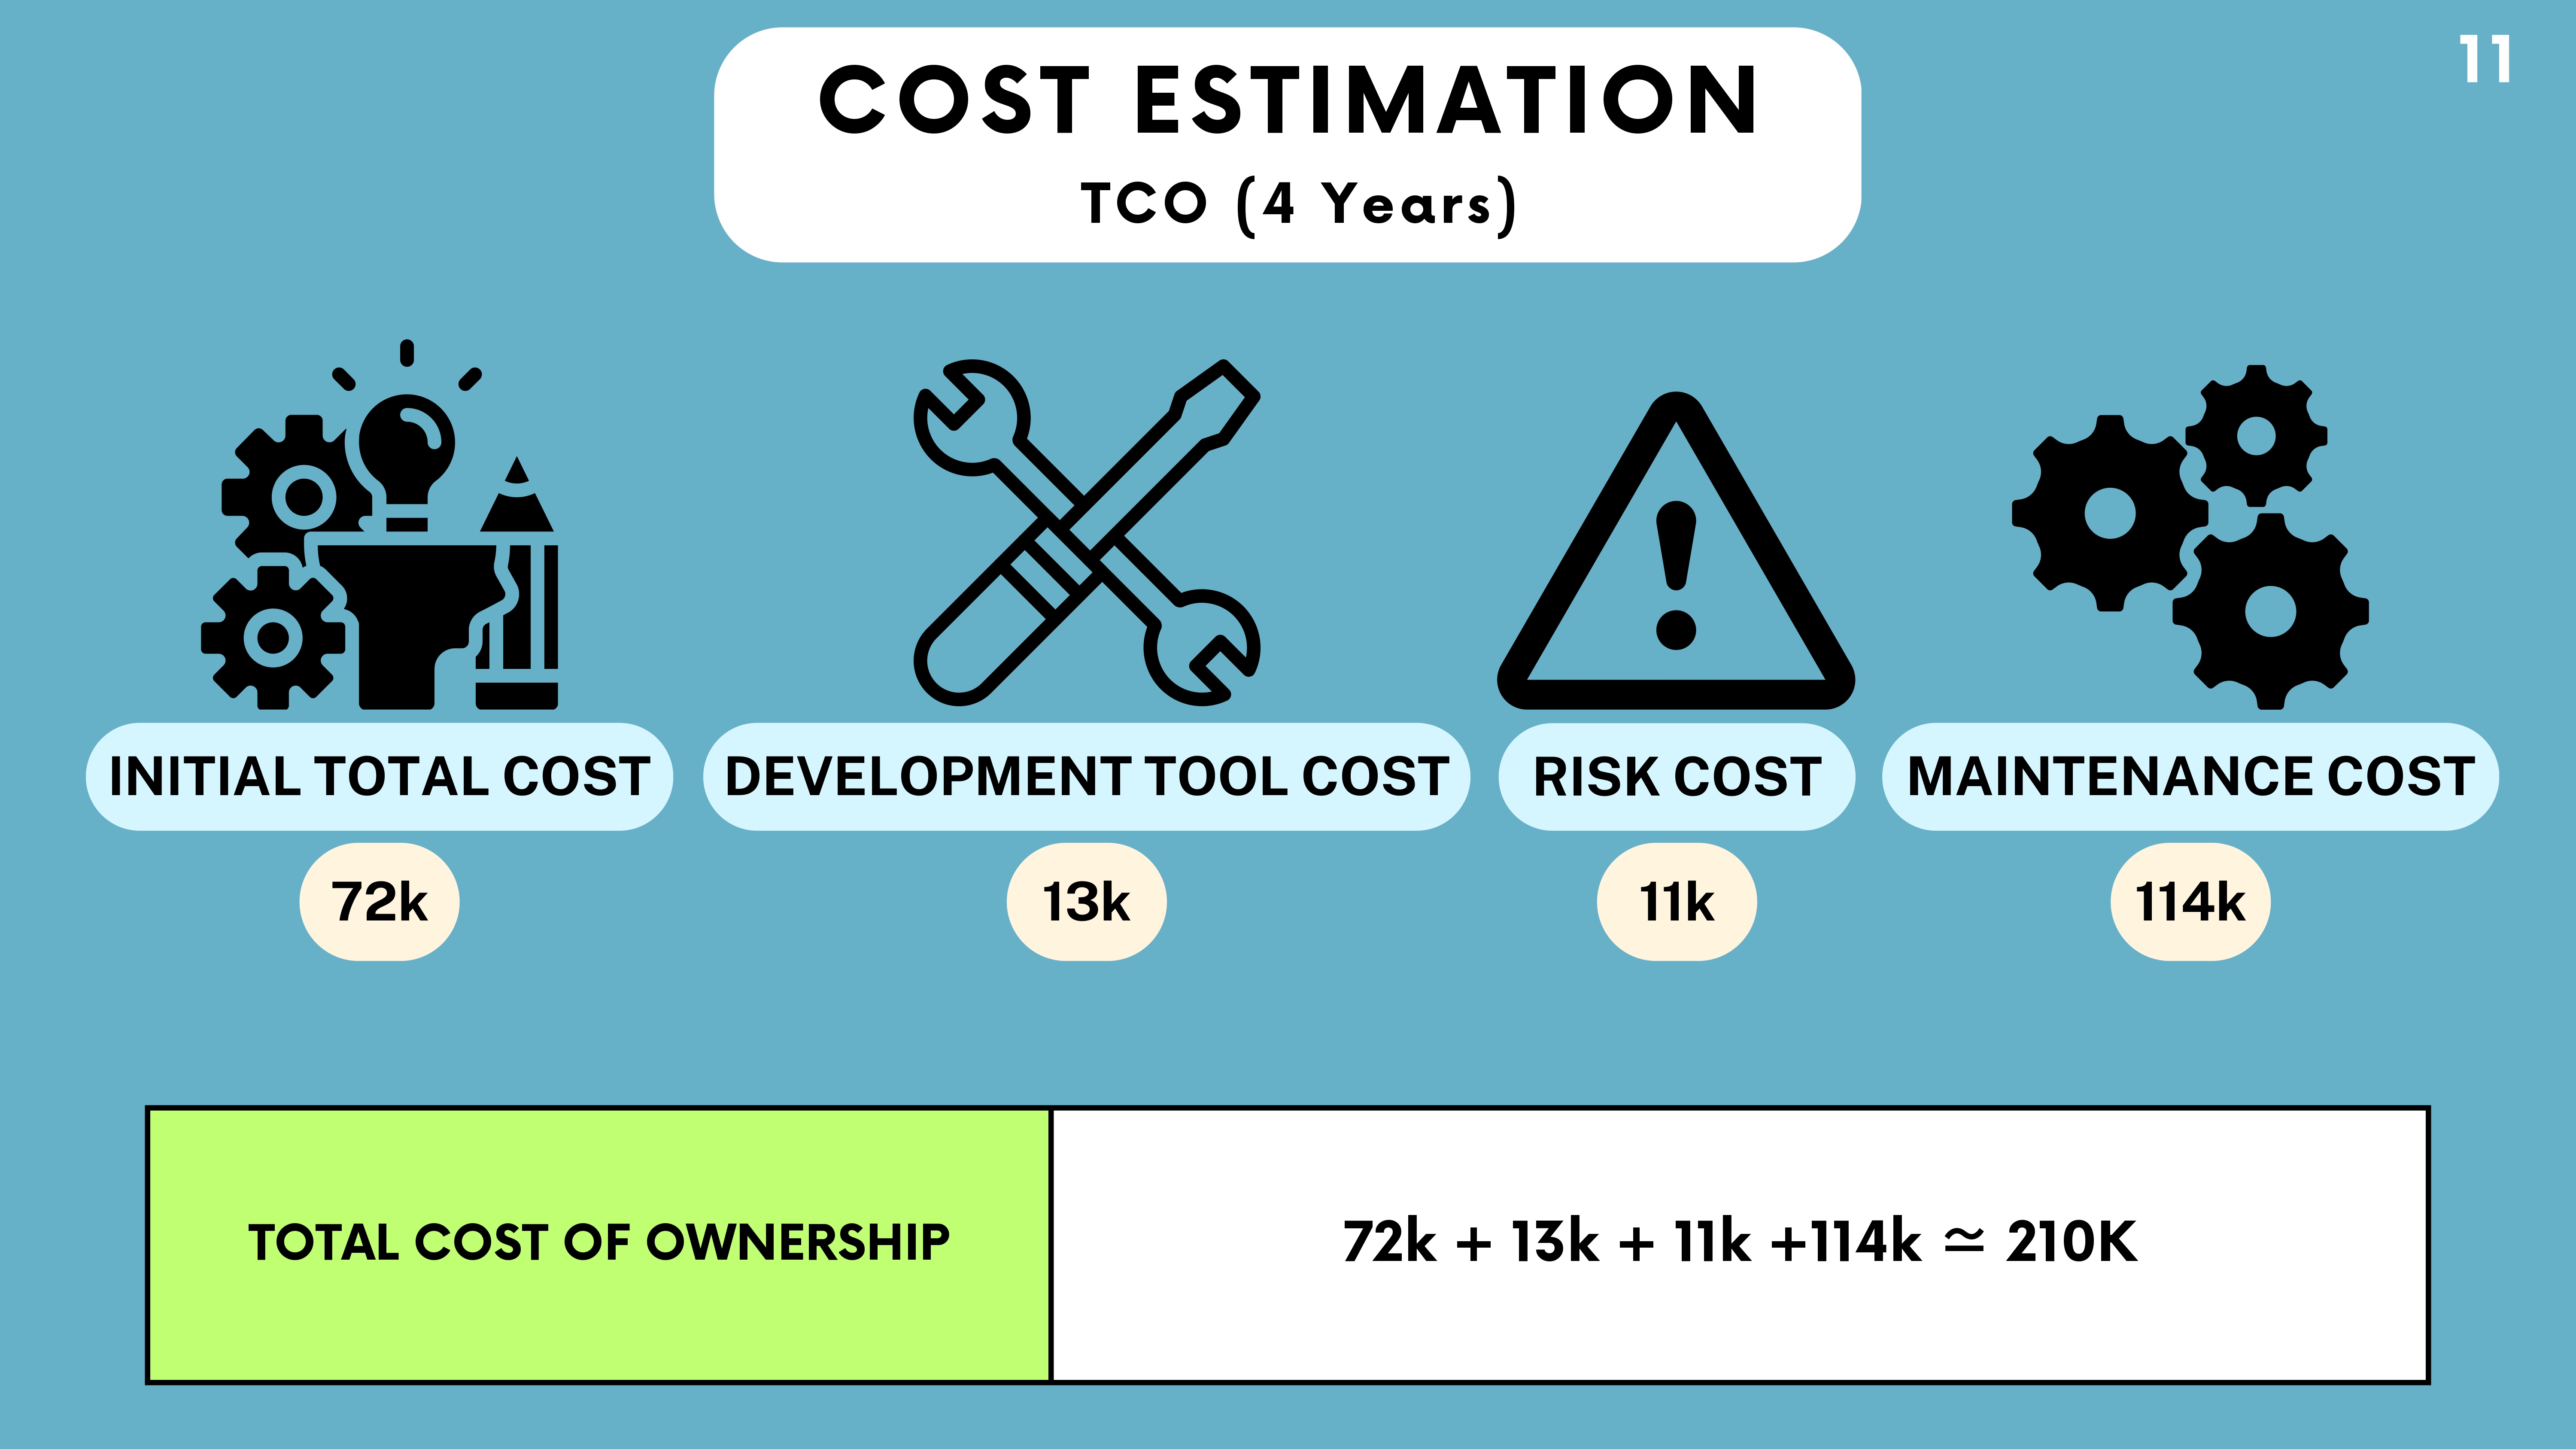 11
COST ESTIMATION
TCO (4 Years)
INITIAL TOTAL COST
DEVELOPMENT TOOL COST
RISK COST
MAINTENANCE COST
72k
13k
11k
114k
TOTAL COST OF OWNERSHIP
72k + 13k + 11k +114k ≃ 210K